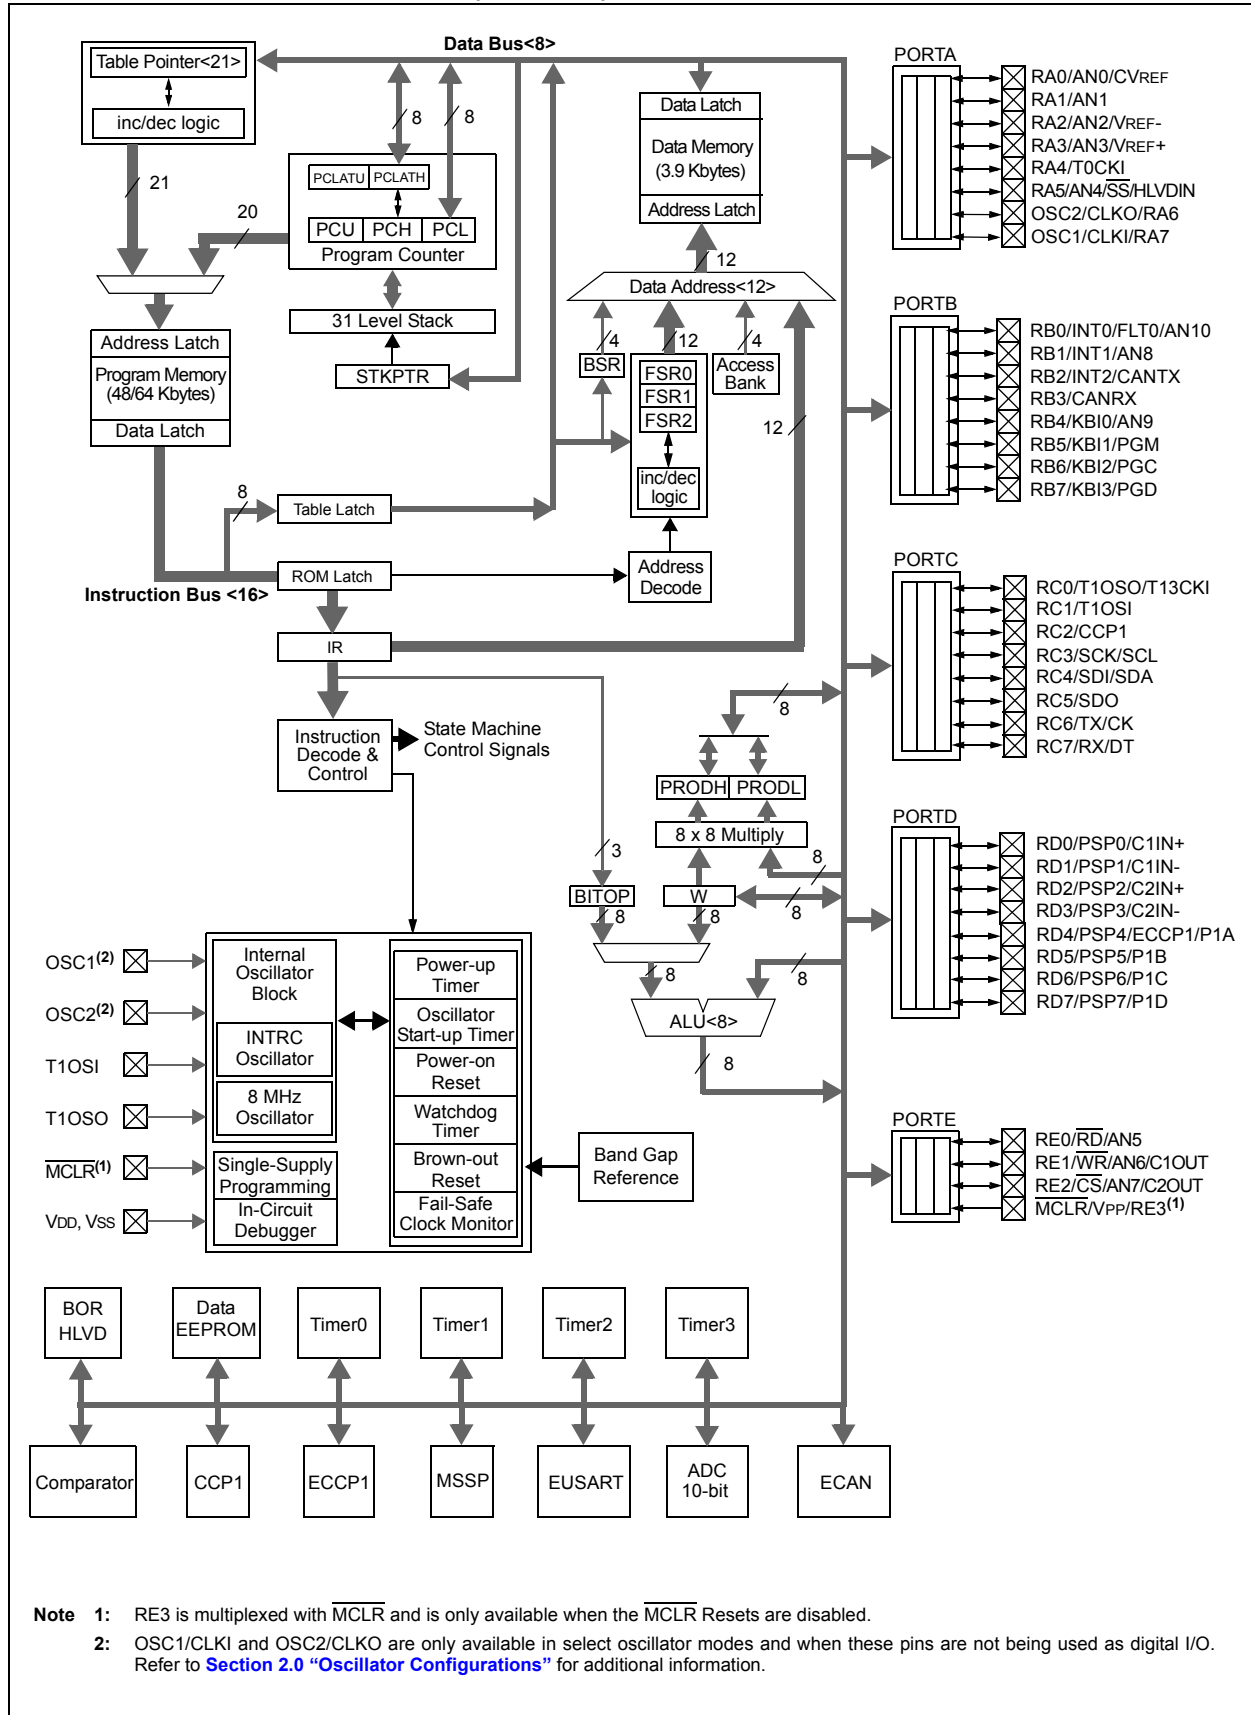 Data Bus<8>
Table Pointer<21>
inc/dec logic
21
20
8
8
PCLATU PCLATH
PCU PCH PCL
Program Counter
31 Level Stack
STKPTR
Data Latch
Data Memory
(3.9 Kbytes)
Address Latch
12
Data Address<12>
4
12
4
BSR
FSR0
FSR1
FSR2
inc/dec
logic
Access
Bank
12
Address Latch
Program Memory
(48/64 Kbytes)
Data Latch
8
Table Latch
ROM Latch
Instruction Bus <16>
Address
Decode
IR
Instruction
Decode &
Control
State Machine
Control Signals
8
PRODH PRODL
8 x 8 Multiply
3
8
BITOP
W
8
8
8
8
8
ALU<8>
8
OSC1(2)
OSC2(2)
T1OSI
T1OSO
MCLR(1)
VDD, VSS
Internal
Oscillator
Block
INTRC
Oscillator
8 MHz
Oscillator
Single-Supply
Programming
In-Circuit
Debugger
Power-up
Timer
Oscillator
Start-up Timer
Power-on
Reset
Watchdog
Timer
Brown-out
Reset
Fail-Safe
Clock Monitor
Band Gap
Reference
PORTA
RA0/AN0/CVREF
RA1/AN1
RA2/AN2/VREF-
RA3/AN3/VREF+
RA4/T0CKI
RA5/AN4/SS/HLVDIN
OSC2/CLKO/RA6
OSC1/CLKI/RA7
PORTB
RB0/INT0/FLT0/AN10
RB1/INT1/AN8
RB2/INT2/CANTX
RB3/CANRX
RB4/KBI0/AN9
RB5/KBI1/PGM
RB6/KBI2/PGC
RB7/KBI3/PGD
PORTC
RC0/T1OSO/T13CKI
RC1/T1OSI
RC2/CCP1
RC3/SCK/SCL
RC4/SDI/SDA
RC5/SDO
RC6/TX/CK
RC7/RX/DT
PORTD
RD0/PSP0/C1IN+
RD1/PSP1/C1IN-
RD2/PSP2/C2IN+
RD3/PSP3/C2IN-
RD4/PSP4/ECCP1/P1A
RD5/PSP5/P1B
RD6/PSP6/P1C
RD7/PSP7/P1D
PORTE
RE0/RD/AN5
RE1/WR/AN6/C1OUT
RE2/CS/AN7/C2OUT
MCLR/VPP/RE3(1)
BOR
HLVD
Data
EEPROM
Timer0
Timer1
Timer2
Timer3
Comparator
CCP1
ECCP1
MSSP
EUSART
ADC
10-bit
ECAN
Note 1: RE3 is multiplexed with MCLR and is only available when the MCLR Resets are disabled.
2: OSC1/CLKI and OSC2/CLKO are only available in select oscillator modes and when these pins are not being used as digital I/O.
Refer to Section 2.0 “Oscillator Configurations” for additional information.